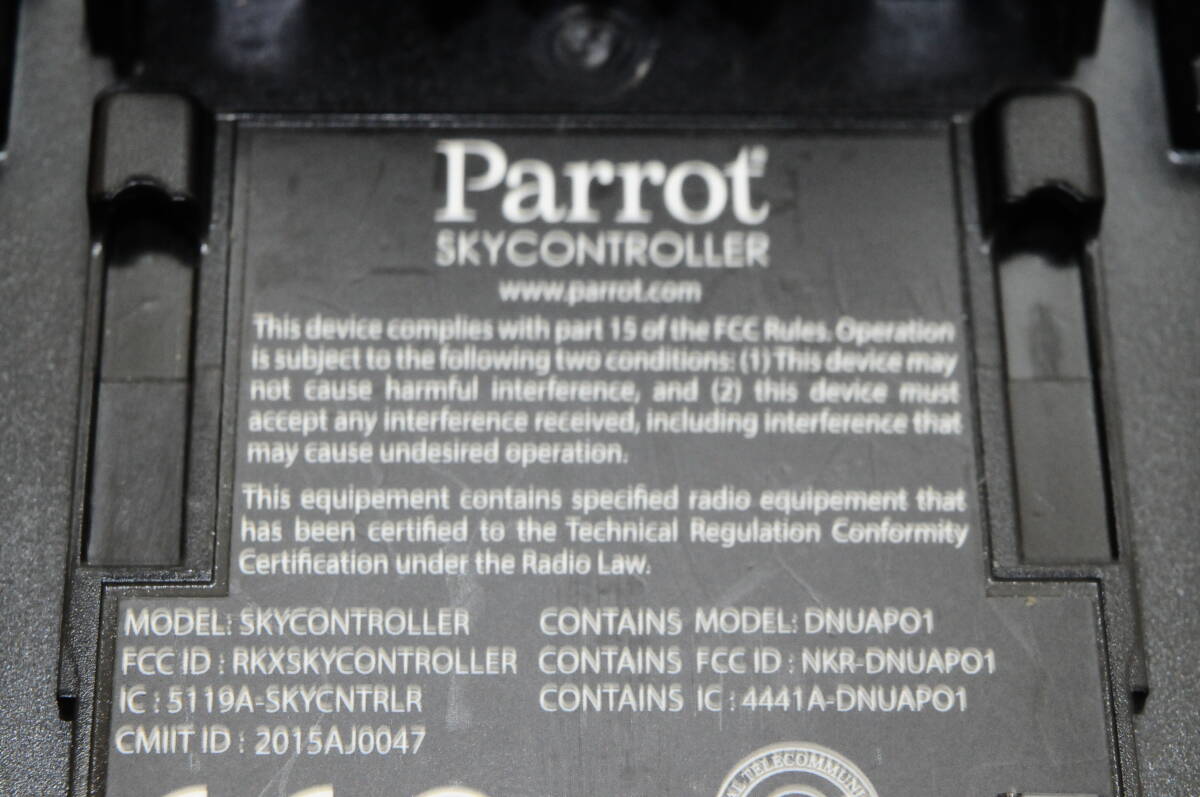 Parrot
SKYCONTROLLER
www.parrot.com
This device complies with part 15 of the FCC Rules. Operation
is subject to the following two conditions: (1) This device may
not cause harmful interference, and (2) this device must
accept any interference received, including interference that
may cause undesired operation.
This equipement contains specified radio equipement that
has been certified to the Technical Regulation Conformity
Certification under the Radio Law.
MODEL: SKYCONTROLLER CONTAINS MODEL: DNUAPO1
FCC ID : RKXSKYCONTROLLER CONTAINS FCC ID : NKR-DNUAPO1
IC : 5119A-SKYCNTRLR CONTAINS IC : 4441A-DNUAPO1
CMIIT ID : 2015AJ0047